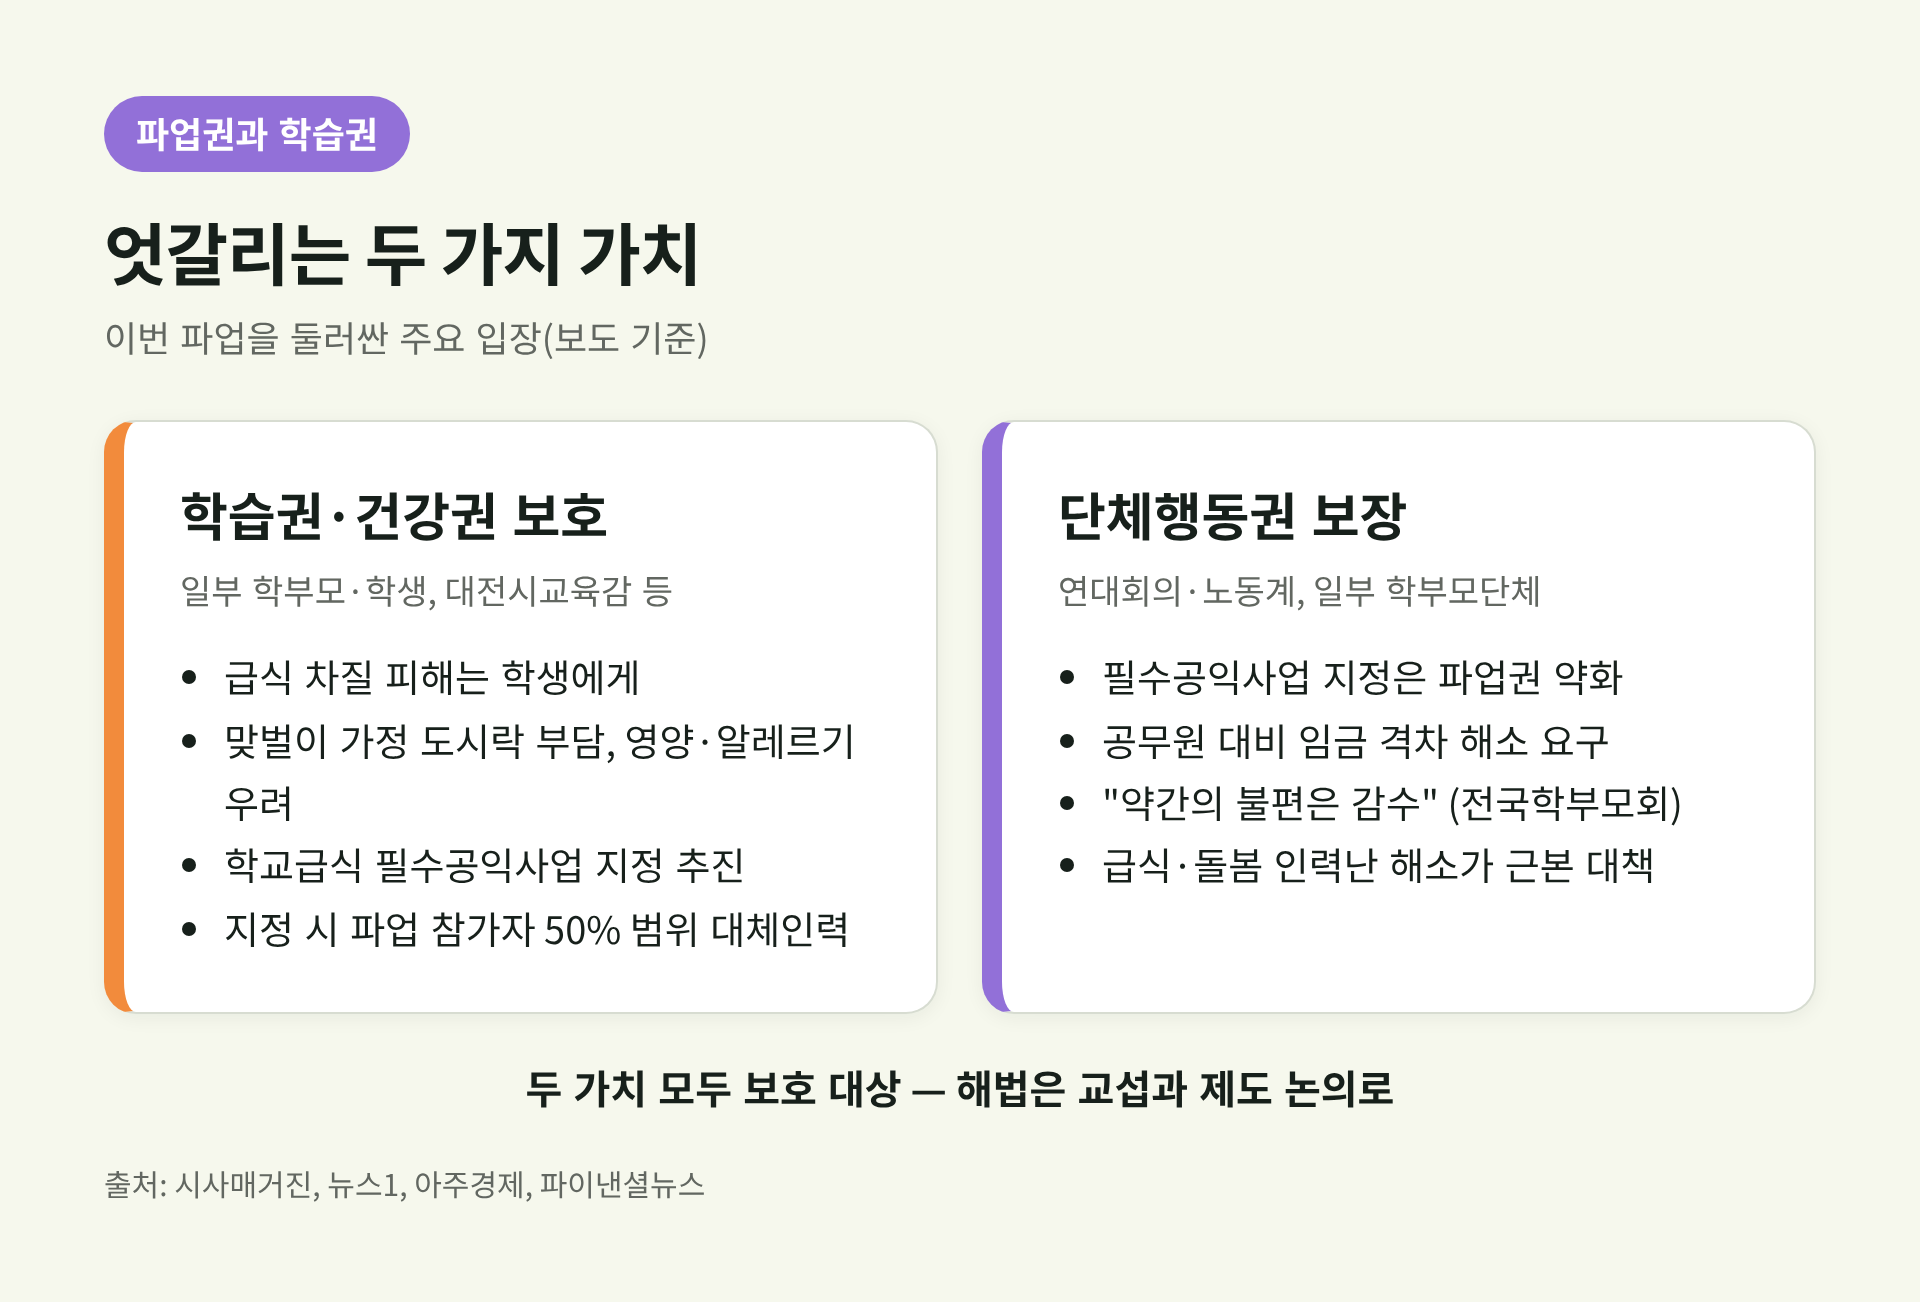 파업권과 학습권
엇갈리는 두 가지 가치
이번 파업을 둘러싼 주요 입장(보도 기준)
학습권·건강권 보호
일부 학부모·학생, 대전시교육감 등
• 급식 차질 피해는 학생에게
• 맞벌이 가정 도시락 부담, 영양·알레르기
우려
• 학교급식 필수공익사업 지정 추진
• 지정 시 파업 참가자 50% 범위 대체인력
단체행동권 보장
연대회의·노동계, 일부 학부모단체
• 필수공익사업 지정은 파업권 약화
• 공무원 대비 임금 격차 해소 요구
• "약간의 불편은 감수" (전국학부모회)
• 급식·돌봄 인력난 해소가 근본 대책
두 가치 모두 보호 대상 — 해법은 교섭과 제도 논의로
출처: 시사매거진, 뉴스1, 아주경제, 파이낸셜뉴스